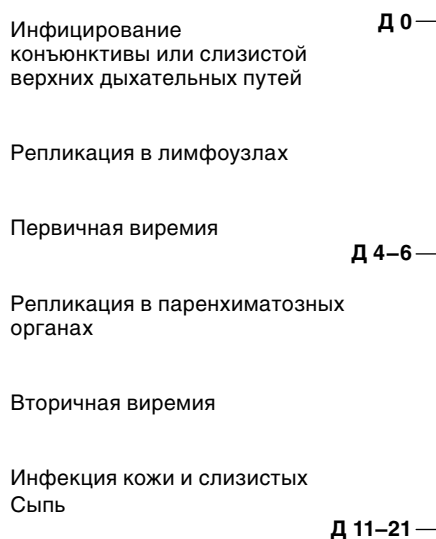 Инфицирование
конъюнктивы или слизистой
верхних дыхательных путей
Д 0
Репликация в лимфоузлах
Первичная виремия
Д 4–6
Репликация в паренхиматозных
органах
Вторичная виремия
Инфекция кожи и слизистых
Сыпь
Д 11–21